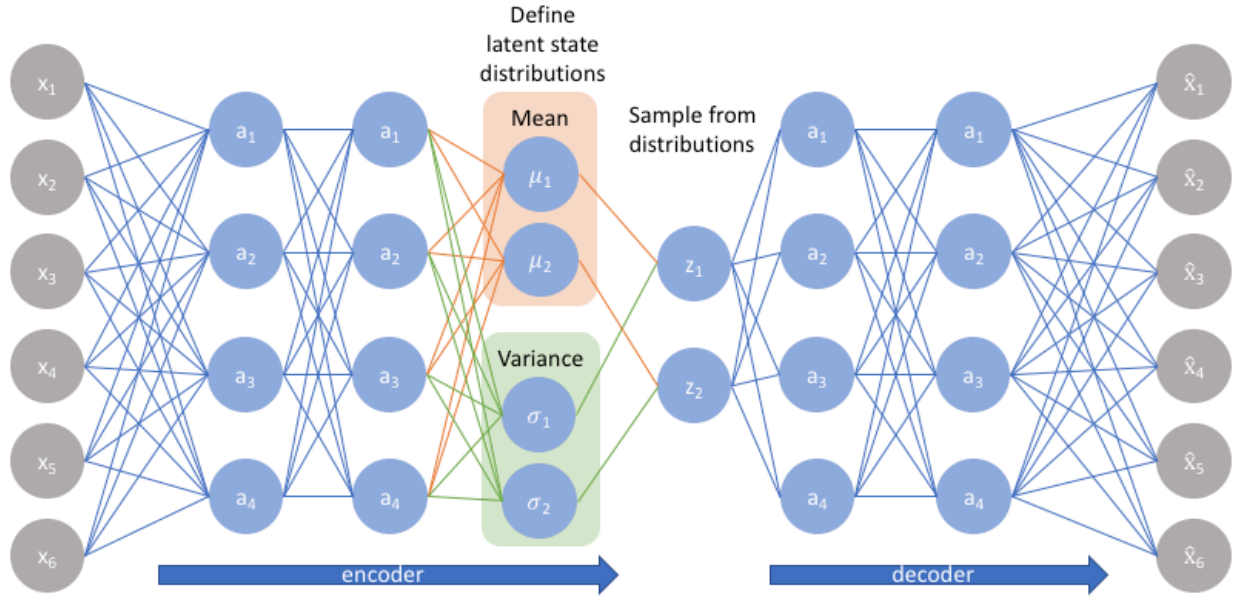 Define
latent state
distributions
Mean
Sample from
distributions
Variance
x₁
x₂
x₃
x₄
x₅
x₆
a₁
a₂
a₃
a₄
a₁
a₂
a₃
a₄
μ₁
μ₂
σ₁
σ₂
z₁
z₂
a₁
a₂
a₃
a₄
a₁
a₂
a₃
a₄
x̂₁
x̂₂
x̂₃
x̂₄
x̂₅
x̂₆
encoder
decoder